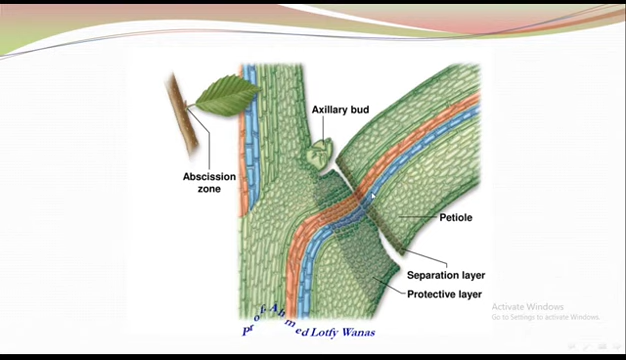 Axillary bud
Abscission
zone
Petiole
Separation layer
Protective layer
Activate Windows
Go to Settings to activate Windows.
Prof. Ahmed Lotfy Wanas